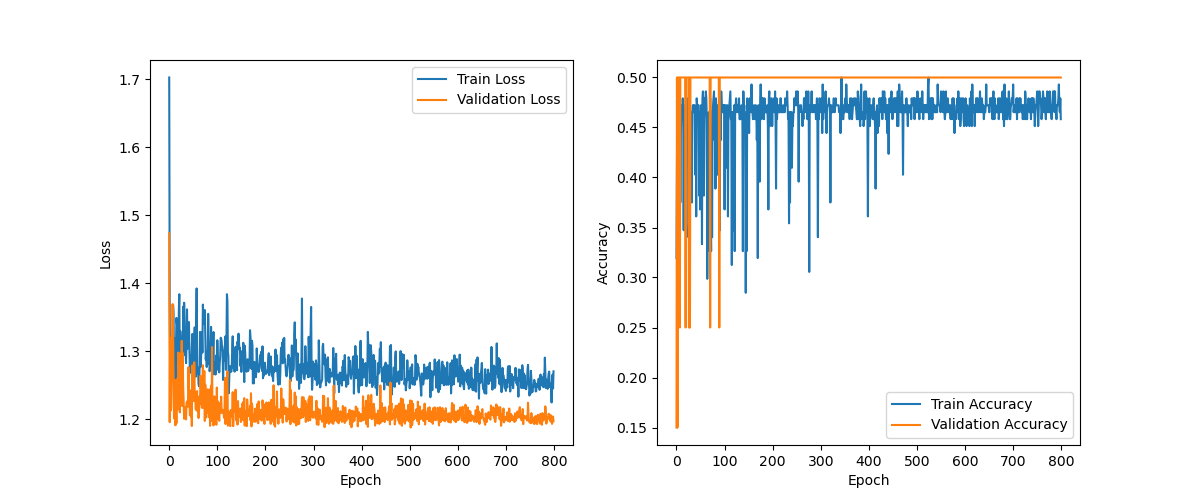 1.7
1.6
1.5
1.4
1.3
1.2
Loss
0 100 200 300 400 500 600 700 800
Epoch
Train Loss
Validation Loss
0.50
0.45
0.40
0.35
0.30
0.25
0.20
0.15
Accuracy
0 100 200 300 400 500 600 700 800
Epoch
Train Accuracy
Validation Accuracy